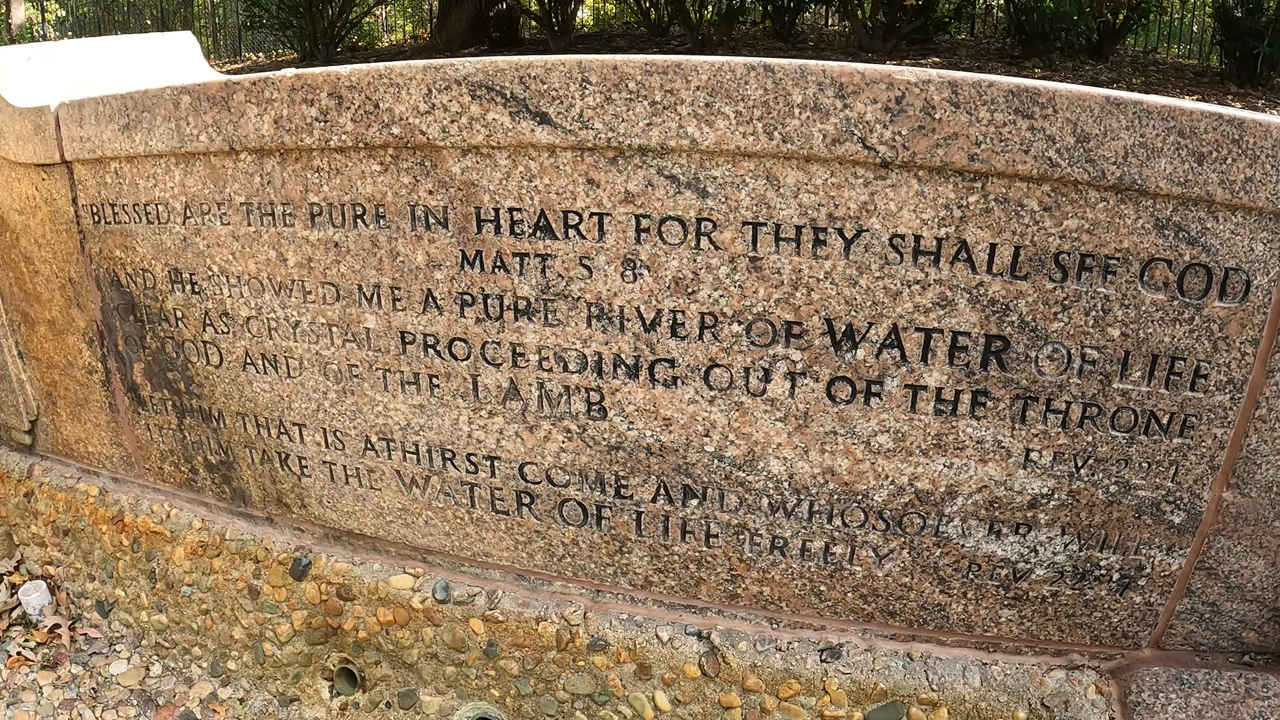 "BLESSED ARE THE PURE IN HEART FOR THEY SHALL SEE GOD
MATT. 5 8
AND HE SHOWED ME A PURE RIVER OF WATER OF LIFE
CLEAR AS CRYSTAL PROCEEDING OUT OF THE THRONE
OF GOD AND OF THE LAMB
REV. 22 1
LET HIM THAT IS ATHIRST COME AND WHOSOEVER WILL
LET HIM TAKE THE WATER OF LIFE FREELY REV 22 17